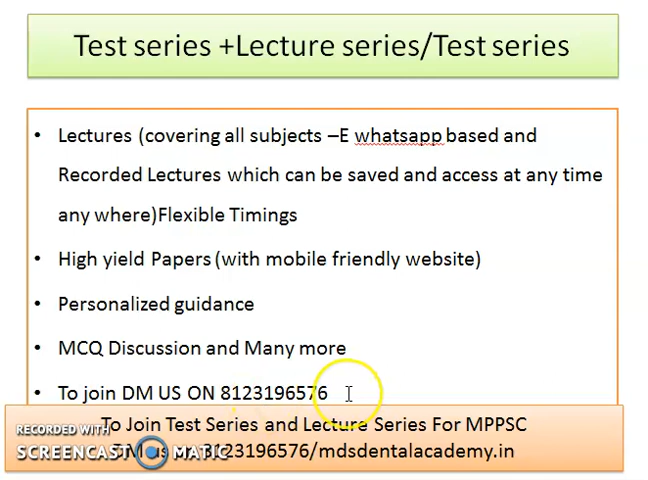 Test series +Lecture series/Test series
• Lectures (covering all subjects –E whatsapp based and
Recorded Lectures which can be saved and access at any time
any where)Flexible Timings
• High yield Papers (with mobile friendly website)
• Personalized guidance
• MCQ Discussion and Many more
• To join DM US ON 8123196576
To Join Test Series and Lecture Series For MPPSC
DM us on 8123196576/mdsdentalacademy.in
RECORDED WITH
SCREENCAST MATIC